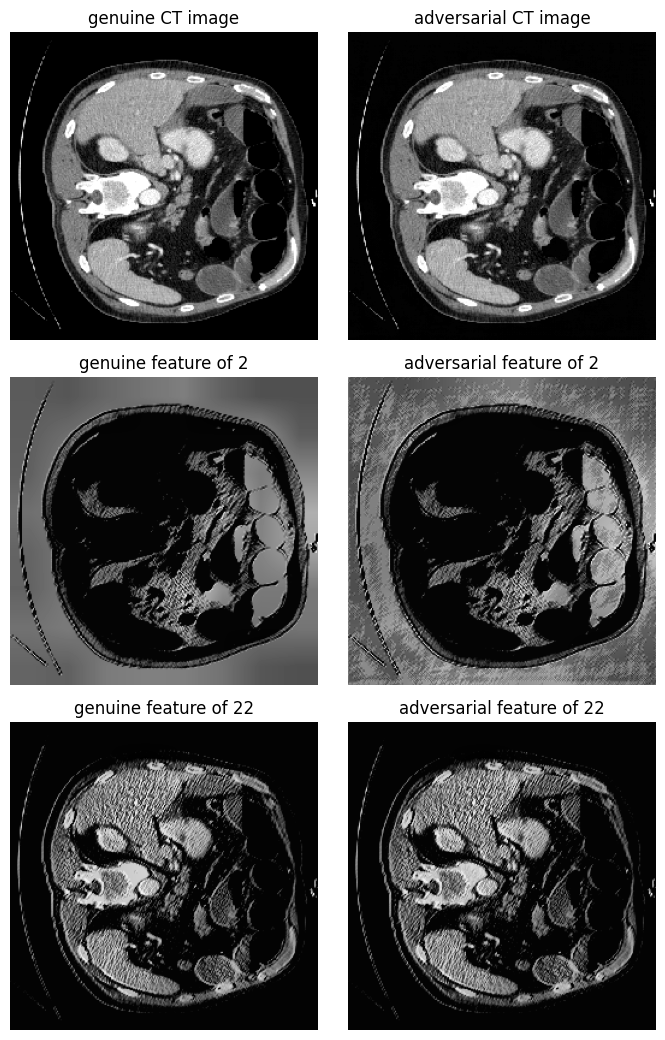 genuine CT image
adversarial CT image
genuine feature of 2
adversarial feature of 2
genuine feature of 22
adversarial feature of 22